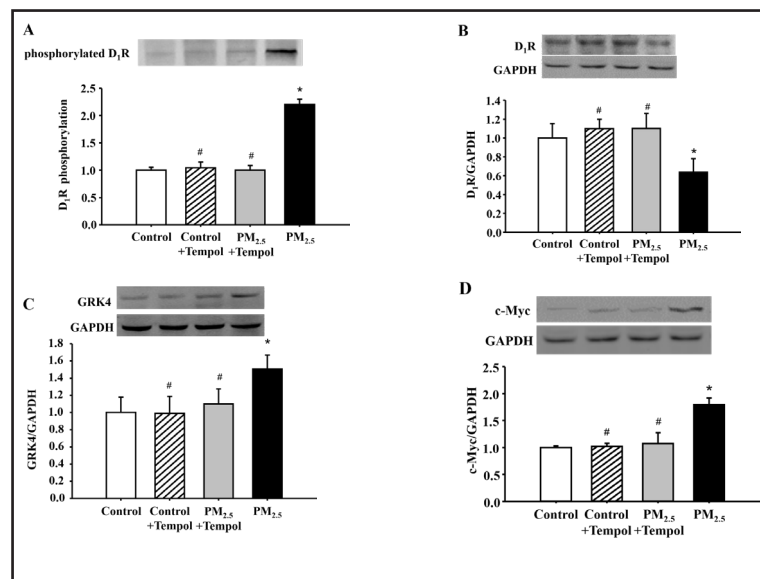 A
phosphorylated D₁R
2.5
2.0
1.5
1.0
0.5
0.0
D₁R phosphorylation
# # *
Control Control +Tempol PM₂.₅ +Tempol PM₂.₅
B
D₁R
GAPDH
1.4
1.2
1.0
0.8
0.6
0.4
0.2
0.0
D₁R/GAPDH
# # *
Control Control +Tempol PM₂.₅ +Tempol PM₂.₅
C
GRK4
GAPDH
1.8
1.6
1.4
1.2
1.0
0.8
0.6
0.4
0.2
0.0
GRK4/GAPDH
# # *
Control Control +Tempol PM₂.₅ +Tempol PM₂.₅
D
c-Myc
GAPDH
2.5
2.0
1.5
1.0
0.5
0.0
c-Myc/GAPDH
# # *
Control Control +Tempol PM₂.₅ +Tempol PM₂.₅